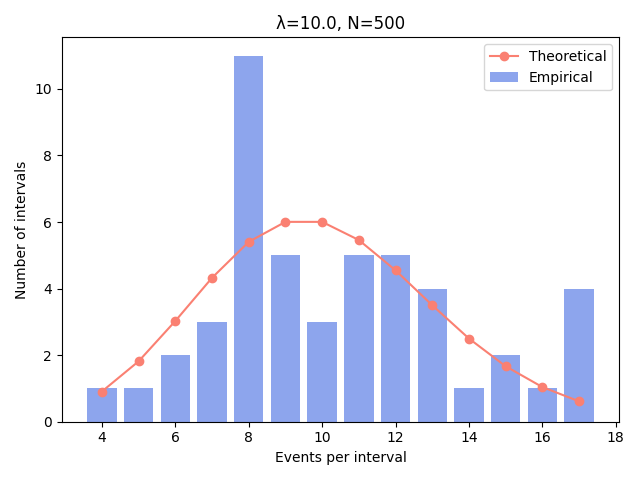 λ=10.0, N=500
Theoretical
Empirical
Number of intervals
10
8
6
4
2
0
4 6 8 10 12 14 16 18
Events per interval